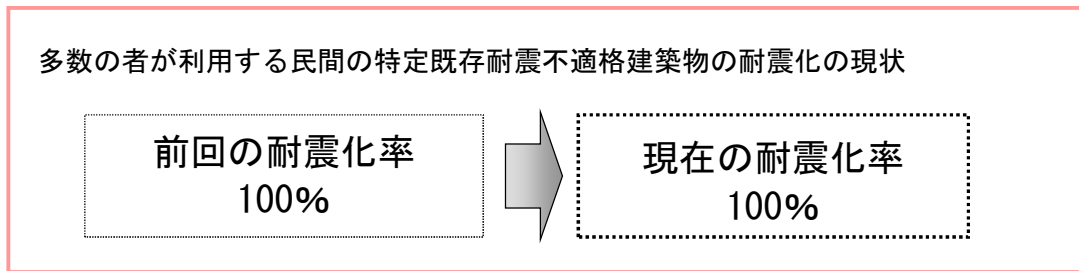 多数の者が利用する民間の特定既存耐震不適格建築物の耐震化の現状
前回の耐震化率
100%
現在の耐震化率
100%